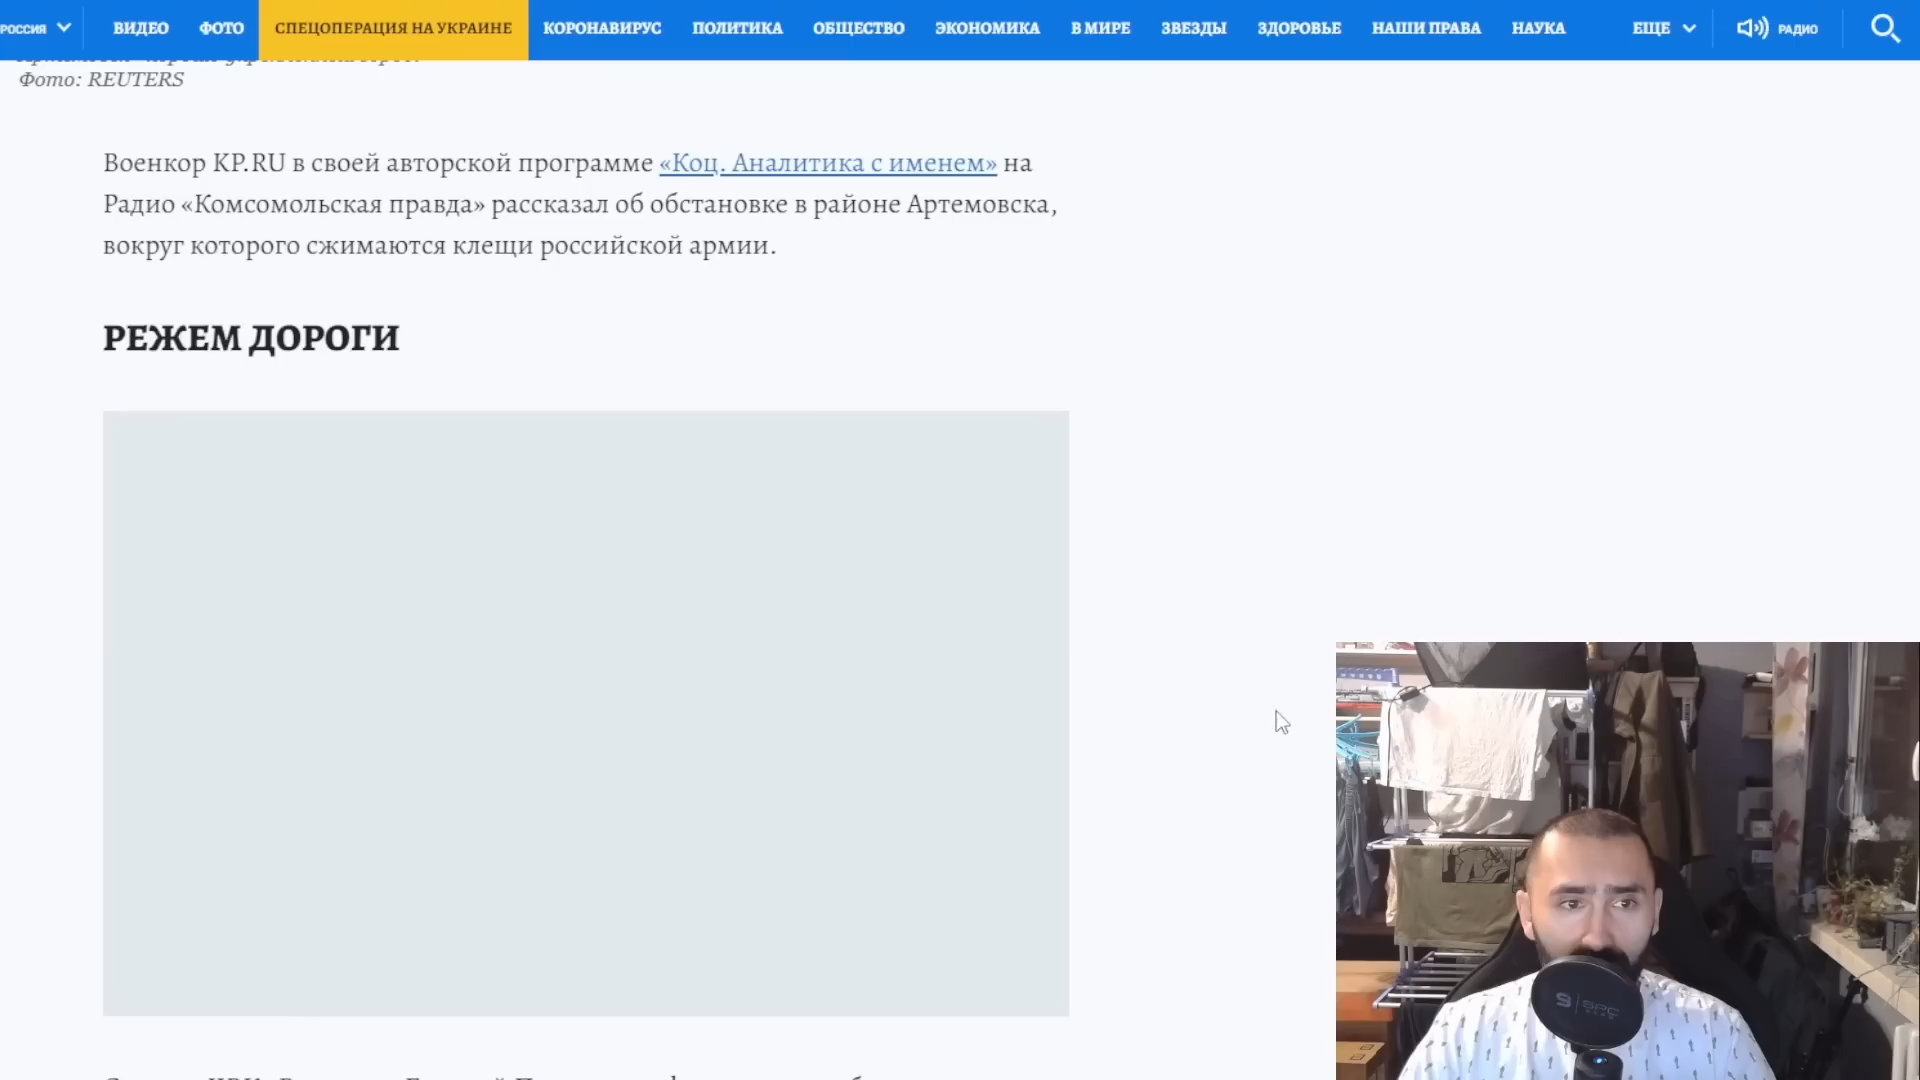 РОССИЯ ВИДЕО ФОТО СПЕЦОПЕРАЦИЯ НА УКРАИНЕ КОРОНАВИРУС ПОЛИТИКА ОБЩЕСТВО ЭКОНОМИКА В МИРЕ ЗВЕЗДЫ ЗДОРОВЬЕ НАШИ ПРАВА НАУКА ЕЩЕ РАДИО
Фото: REUTERS
Военкор KP.RU в своей авторской программе «Коц. Аналитика с именем» на
Радио «Комсомольская правда» рассказал об обстановке в районе Артемовска,
вокруг которого сжимаются клещи российской армии.
РЕЖЕМ ДОРОГИ
SPC